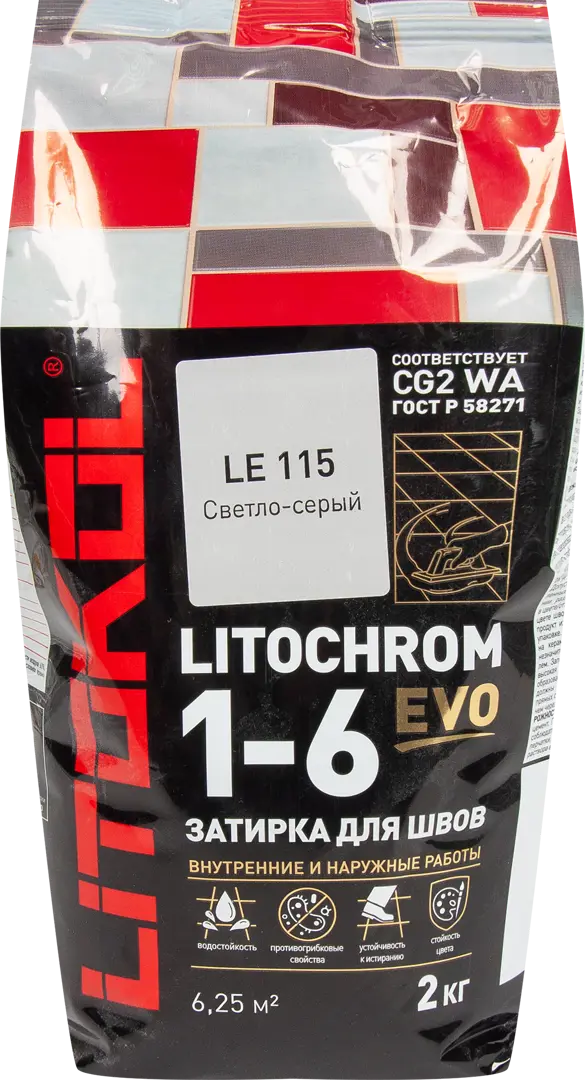 LITOKOL®
СООТВЕТСТВУЕТ
CG2 WA
ГОСТ Р 58271
LE 115
Светло-серый
LITOCHROM
1-6 EVO
ЗАТИРКА ДЛЯ ШВОВ
ВНУТРЕННИЕ И НАРУЖНЫЕ РАБОТЫ
водостойкость
противогрибковые
свойства
устойчивость
к истиранию
стойкость
цвета
6,25 м²
2 кг